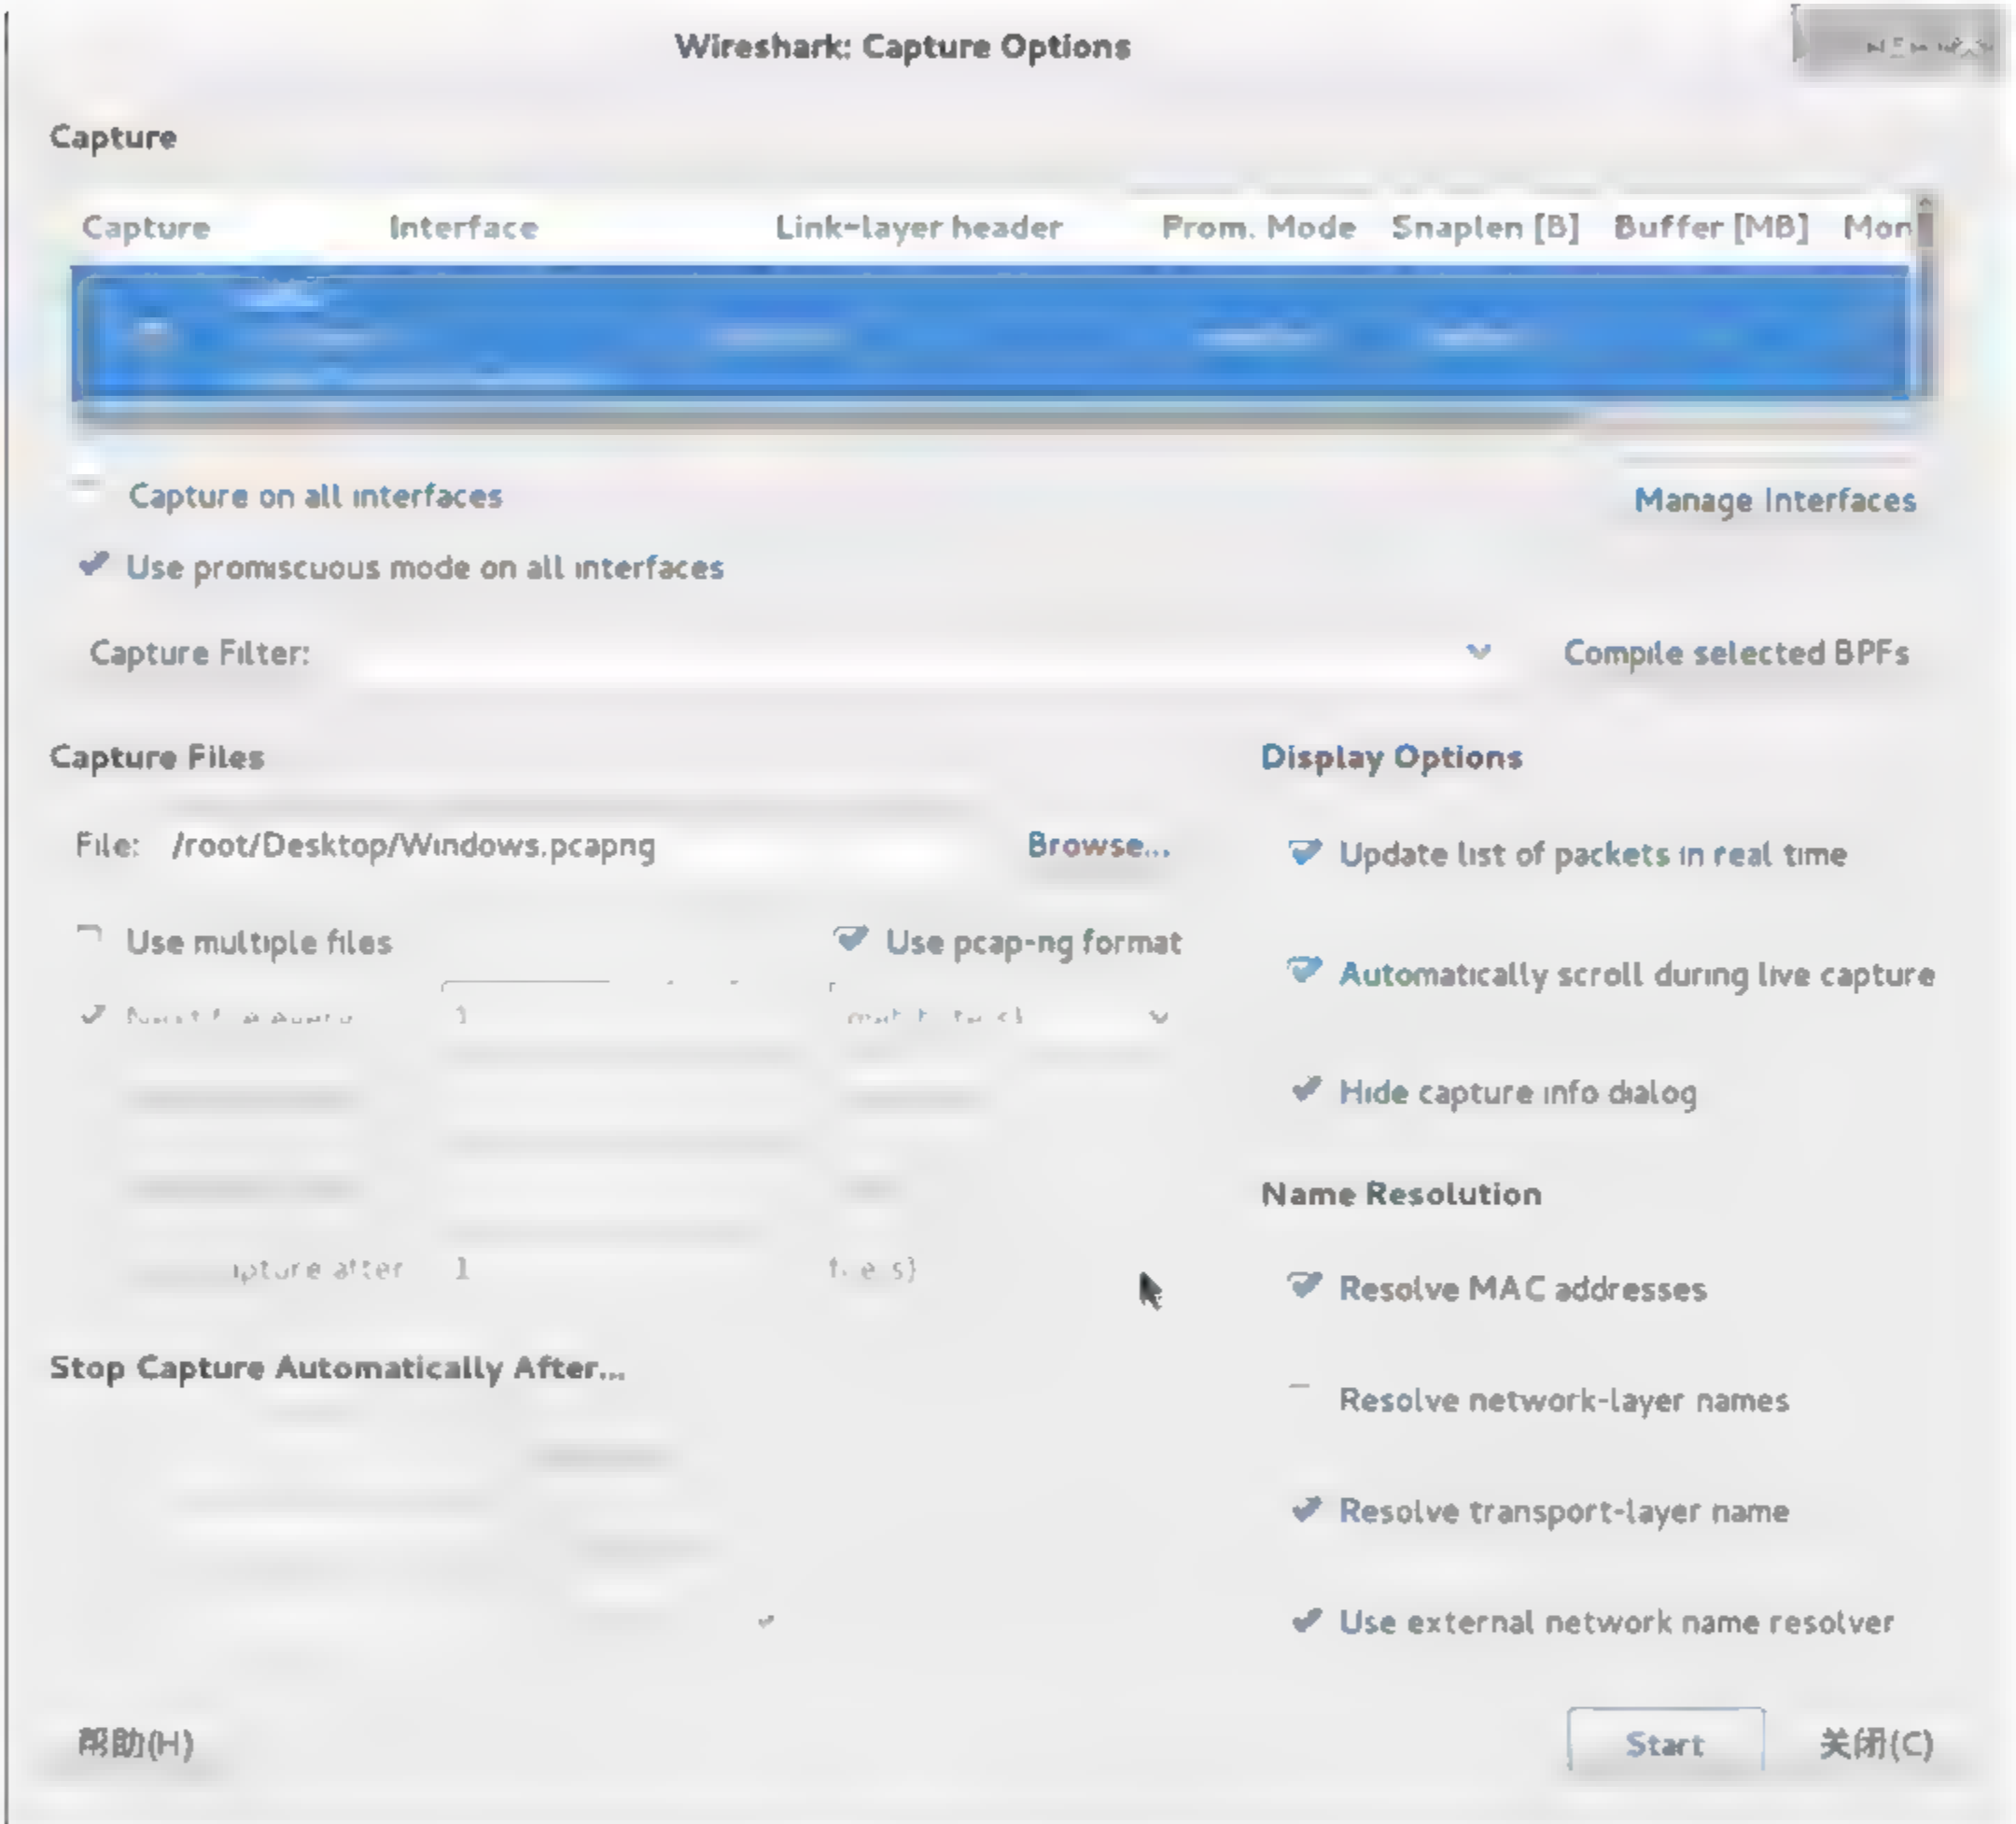 Wireshark: Capture Options
Capture
Capture Interface Link-layer header Prom. Mode Snaplen [B] Buffer [MB] Mon
Capture on all interfaces Manage Interfaces
Use promiscuous mode on all interfaces
Capture Filter: Compile selected BPFs
Capture Files Display Options
File: /root/Desktop/Windows.pcapng Browse... Update list of packets in real time
Use multiple files Use pcap-ng format Automatically scroll during live capture
1
Hide capture info dialog
Name Resolution
after 1
Resolve MAC addresses
Stop Capture Automatically After...
Resolve network-layer names
Resolve transport-layer name
Use external network name resolver
帮助(H) Start 关闭(C)